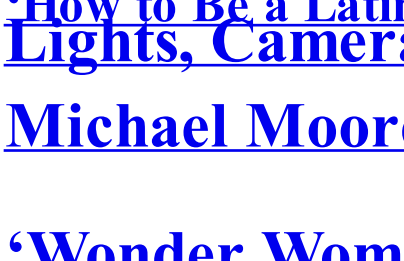 ‘How to Be a Latin
Lights, Camera
Michael Moore
‘Wonder Wom